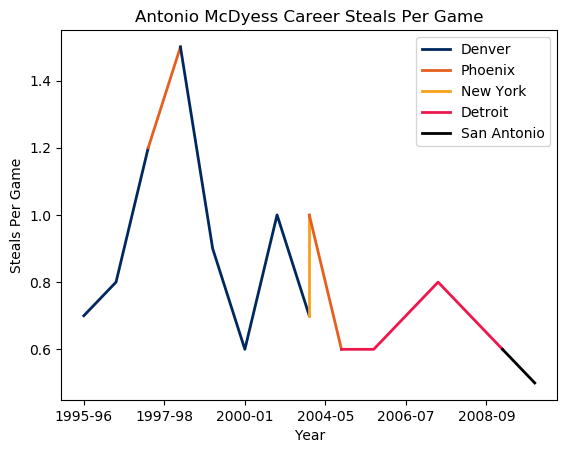 Antonio McDyess Career Steals Per Game
Denver
Phoenix
New York
Detroit
San Antonio
1.4
1.2
1.0
0.8
0.6
Steals Per Game
1995-96 1997-98 2000-01 2004-05 2006-07 2008-09
Year